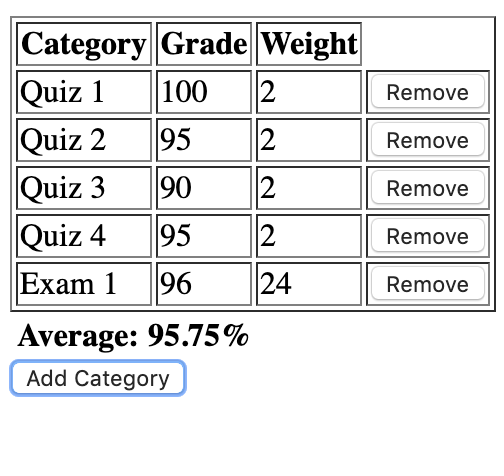 Category Grade Weight
Quiz 1 100 2 Remove
Quiz 2 95 2 Remove
Quiz 3 90 2 Remove
Quiz 4 95 2 Remove
Exam 1 96 24 Remove
Average: 95.75%
Add Category